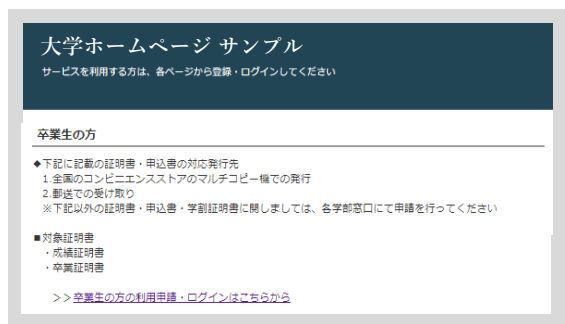 大学ホームページ サンプル
サービスを利用する方は、各ページから登録・ログインしてください
卒業生の方
◆下記に記載の証明書・申込書の対応発行先
1.全国のコンビニエンスストアのマルチコピー機での発行
2.郵送での受け取り
※下記以外の証明書・申込書・学割証明書に関しましては、各学部窓口にて申請を行ってください
■対象証明書
・成績証明書
・卒業証明書
>>卒業生の方の利用申請・ログインはこちらから